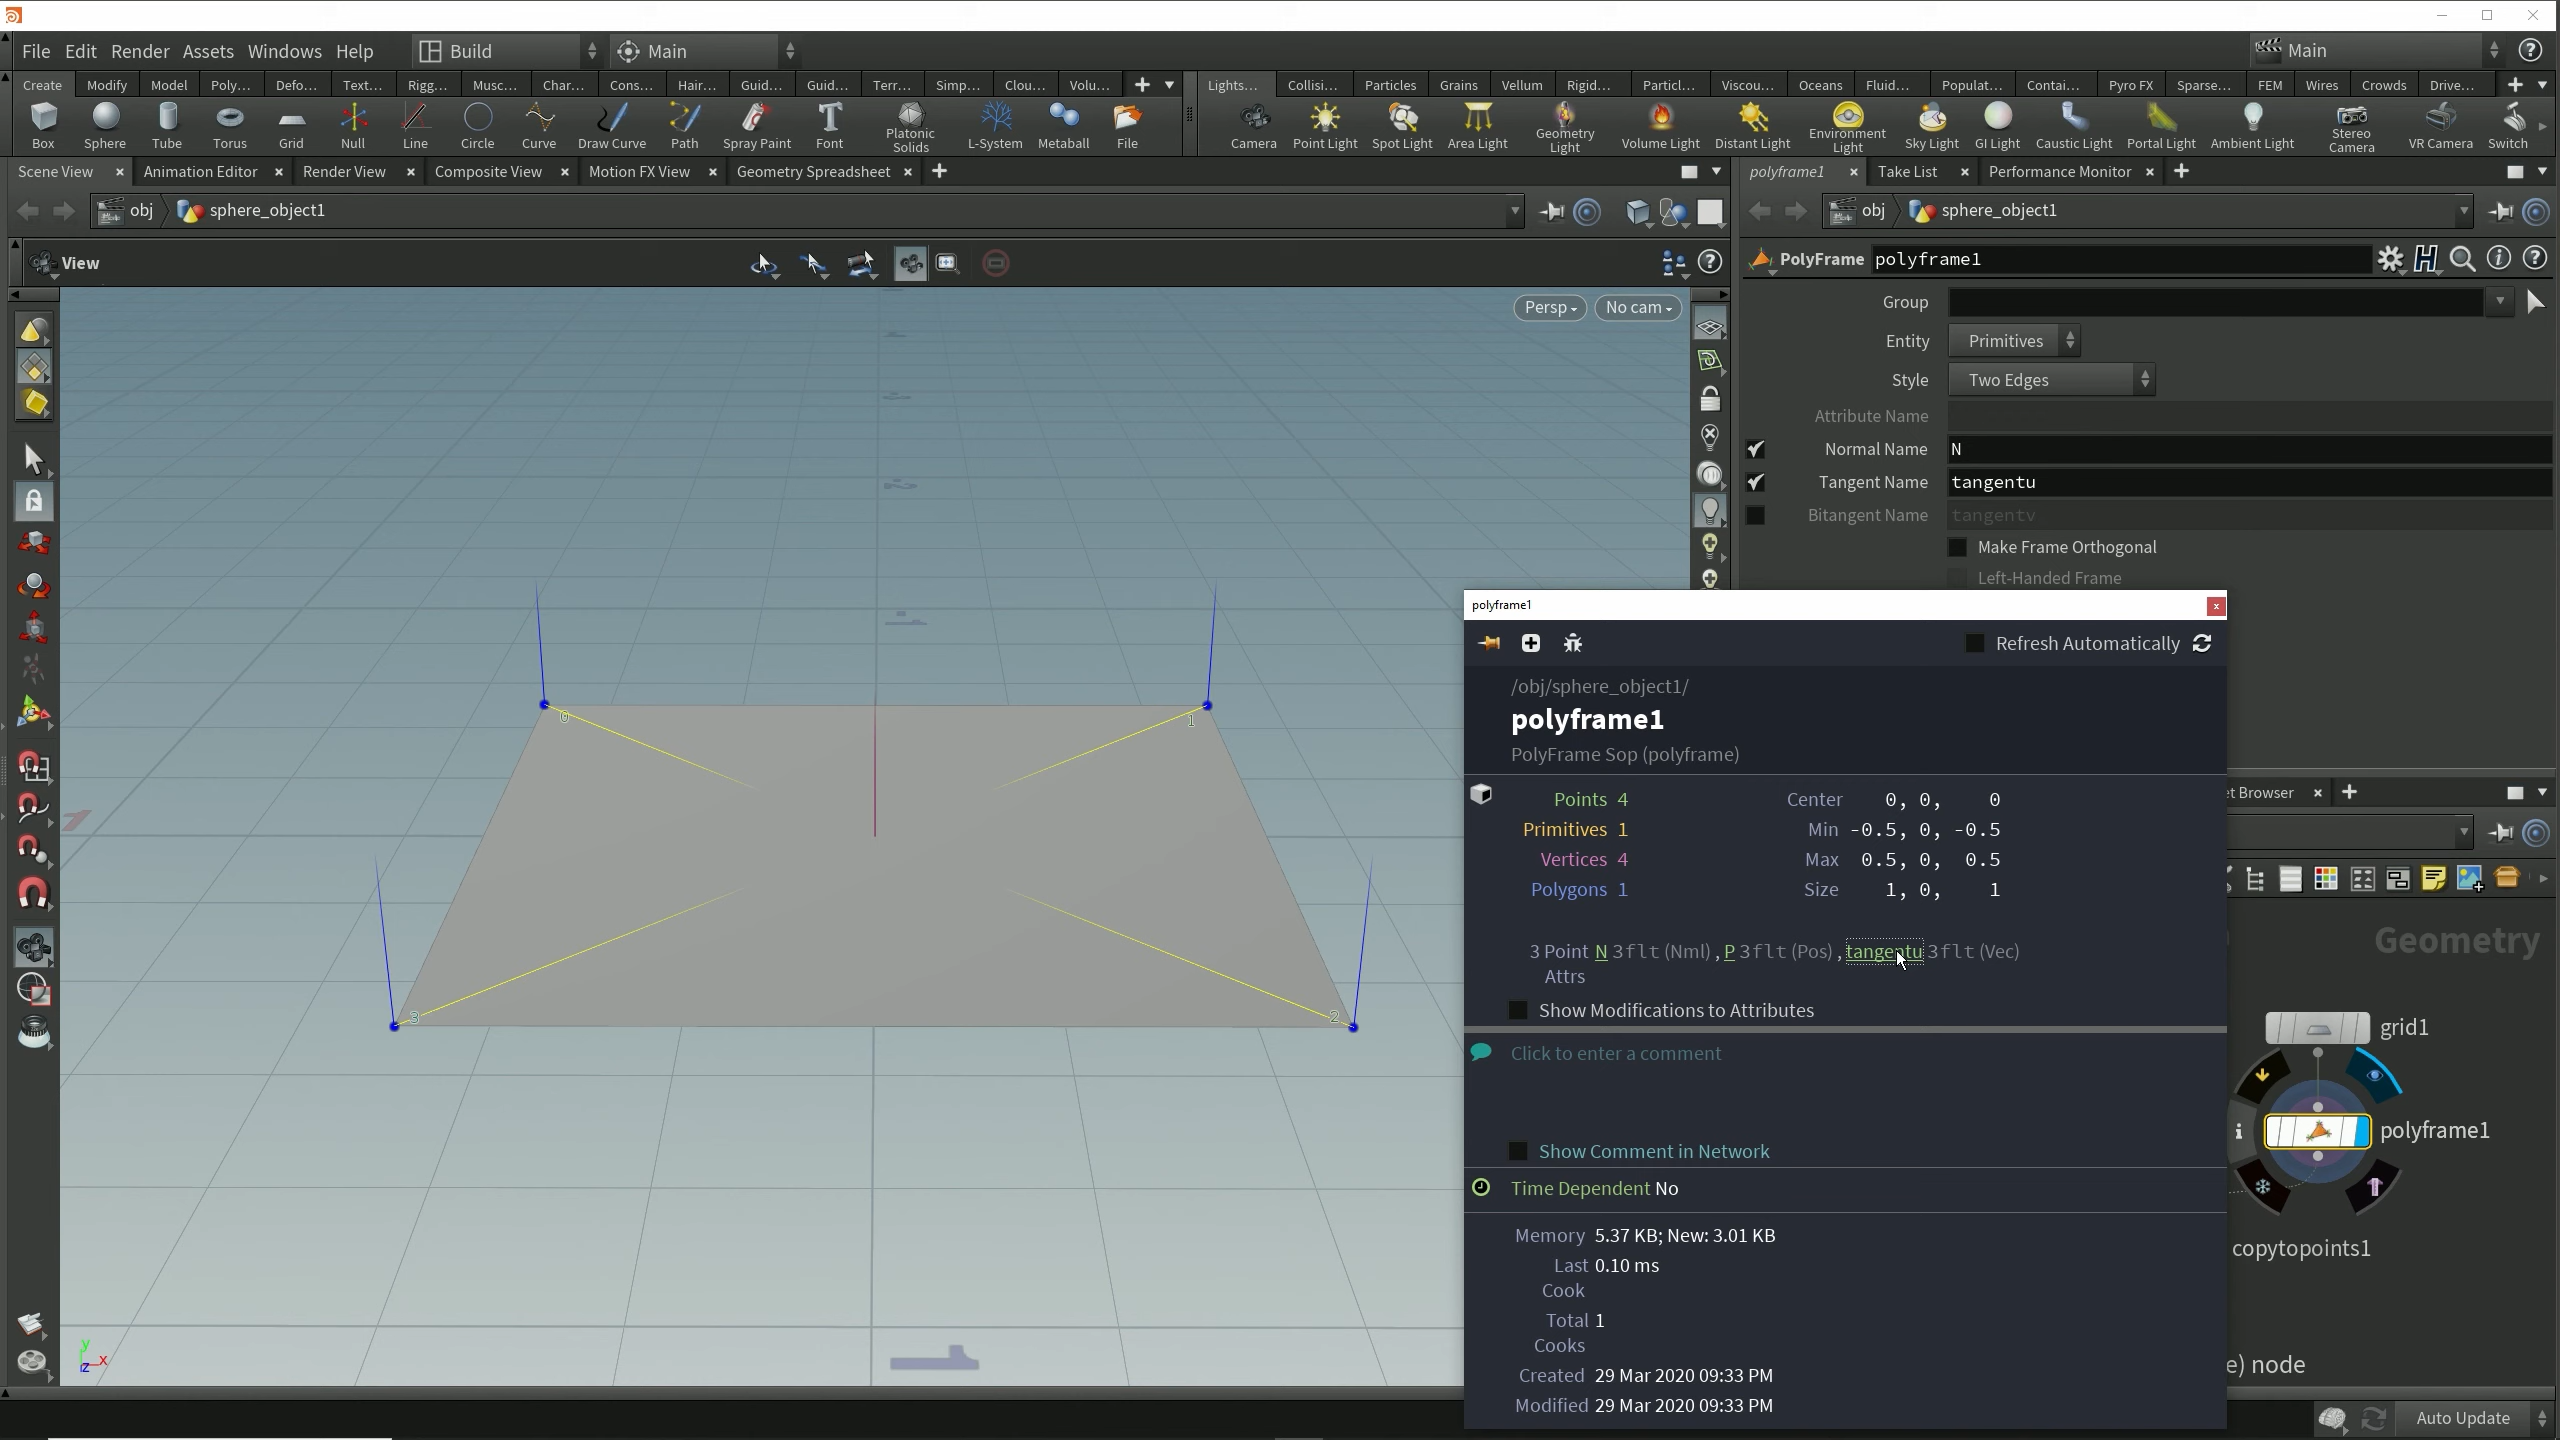 File Edit Render Assets Windows Help Build Main Main
Create Modify Model Poly... Defo... Text... Rigg... Musc... Char... Cons... Hair... Guid... Guid... Terr... Simp... Clou... Volu... Lights... Collisi... Particles Grains Vellum Rigid... Particl... Viscou... Oceans Fluid... Populat... Contai... Pyro FX Sparse... FEM Wires Crowds Drive...
Box Sphere Tube Torus Grid Null Line Circle Curve Draw Curve Path Spray Paint Font Platonic Solids L-System Metaball File Camera Point Light Spot Light Area Light Geometry Light Volume Light Distant Light Environment Light Sky Light GI Light Caustic Light Portal Light Ambient Light Stereo Camera VR Camera Switch
Scene View Animation Editor Render View Composite View Motion FX View Geometry Spreadsheet polyframe1 Take List Performance Monitor
obj sphere_object1 obj sphere_object1
View PolyFrame polyframe1
Persp No cam
Group
Entity Primitives
Style Two Edges
Attribute Name
Normal Name N
Tangent Name tangentu
Bitangent Name tangentv
Make Frame Orthogonal
Left-Handed Frame
polyframe1
Refresh Automatically
/obj/sphere_object1/
polyframe1
PolyFrame Sop (polyframe)
Points 4 Center 0, 0, 0
Primitives 1 Min -0.5, 0, -0.5
Vertices 4 Max 0.5, 0, 0.5
Polygons 1 Size 1, 0, 1
3 Point Attrs N 3flt (Nml), P 3flt (Pos), tangentu 3flt (Vec)
Show Modifications to Attributes
Click to enter a comment
Show Comment in Network
Time Dependent No
Memory 5.37 KB; New: 3.01 KB
Last Cook 0.10 ms
Total Cooks 1
Created 29 Mar 2020 09:33 PM
Modified 29 Mar 2020 09:33 PM
0
1
2
3
1
2
1
1
y
x
z
et Browser
Geometry
grid1
polyframe1
copytopoints1
e) node
Auto Update